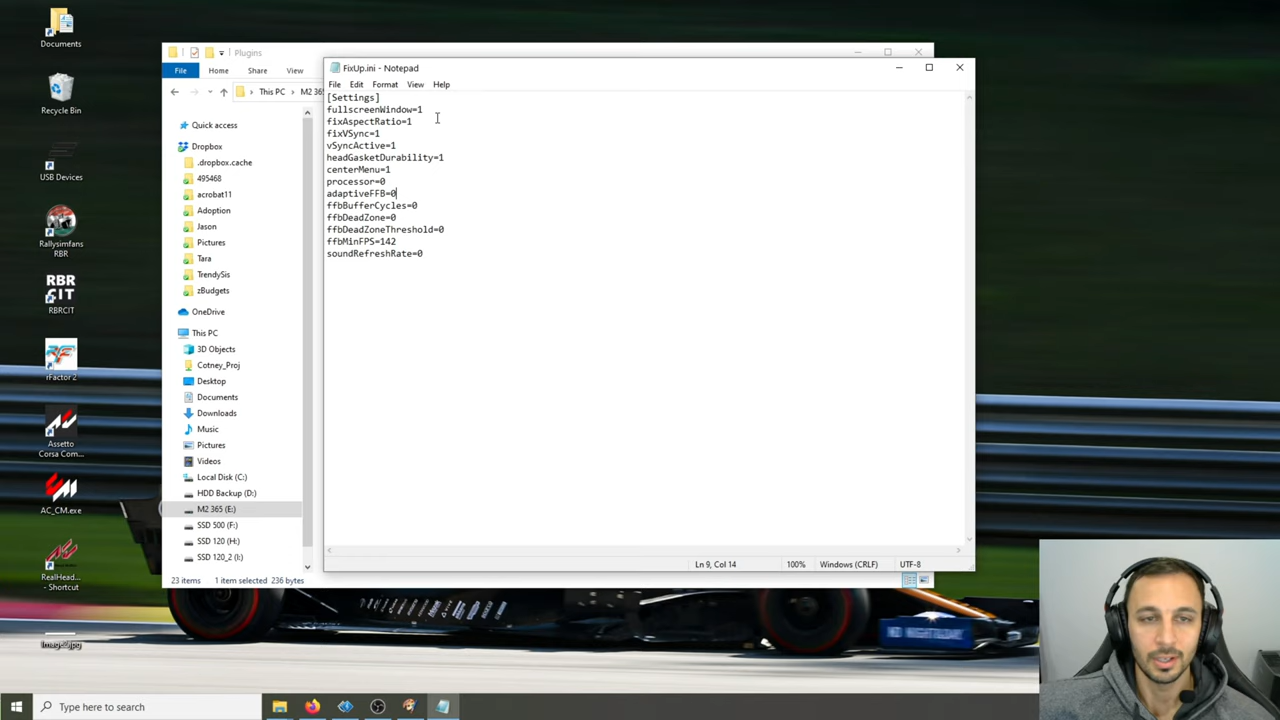 Documents
Recycle Bin
USB Devices
Rallysimfans
RBR
RBR
CIT
RBRCIT
rFactor 2
Assetto
Corsa Com...
AC_CM.exe
RealHead...
- Shortcut
Plugins
File
Home
Share
View
This PC
Quick access
Dropbox
.dropbox.cache
495468
acrobat11
Adoption
Jason
Pictures
Tara
TrendySis
zBudgets
OneDrive
This PC
3D Objects
Cotney_Proj
Desktop
Documents
Downloads
Music
Pictures
Videos
Local Disk (C:)
HDD Backup (D:)
M2 365 (E:)
SSD 500 (F:)
SSD 120 (H:)
SSD 120_2 (I:)
23 items
1 item selected 236 bytes
FixUp.ini - Notepad
File Edit Format View Help
[Settings]
fullscreenWindow=1
fixAspectRatio=1
fixVSync=1
vSyncActive=1
headGasketDurability=1
centerMenu=1
processor=0
adaptiveFFB=0
ffbBufferCycles=0
ffbDeadZone=0
ffbDeadZoneThreshold=0
ffbMinFPS=142
soundRefreshRate=0
Ln 9, Col 14
100%
Windows (CRLF)
UTF-8
Type here to search